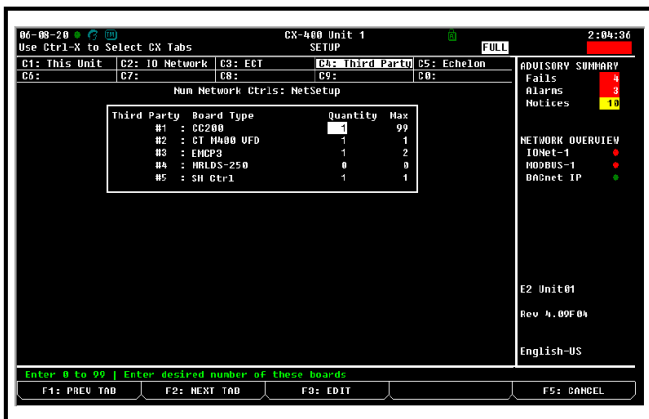 06-08-20 CX-400 Unit 1 2:04:36
Use Ctrl-X to Select CX Tabs SETUP FULL
C1: This Unit C2: IO Network C3: ECT C4: Third Party C5: Echelon
C6: C7: C8: C9: C0:
Num Network Ctrls: NetSetup
Third Party Board Type Quantity Max
#1 : CC200 1 99
#2 : CT M400 VFD 1 1
#3 : EMCP3 1 2
#4 : MRLDS-250 0 0
#5 : SH Ctrl 1 1
ADVISORY SUMMARY
Fails 4
Alarms 3
Notices 10
NETWORK OVERVIEW
IONet-1
MODBUS-1
BACnet IP
E2 Unit01
Rev 4.09F04
English-US
Enter 0 to 99 | Enter desired number of these boards
F1: PREV TAB F2: NEXT TAB F3: EDIT F5: CANCEL